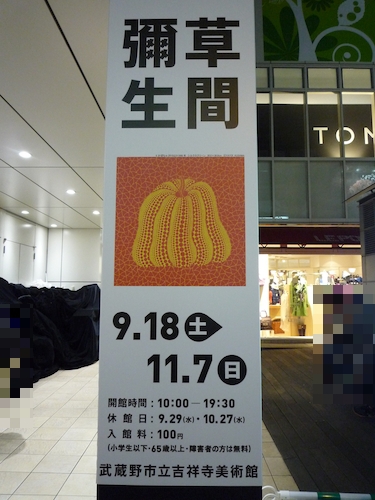 草間
彌生
9.18土
11.7日
開館時間：10:00―19:30
休館日：9.29(水)・10.27(水)
入館料：100円
(小学生以下・65歳以上・障害者の方は無料)
武蔵野市立吉祥寺美術館
TOM